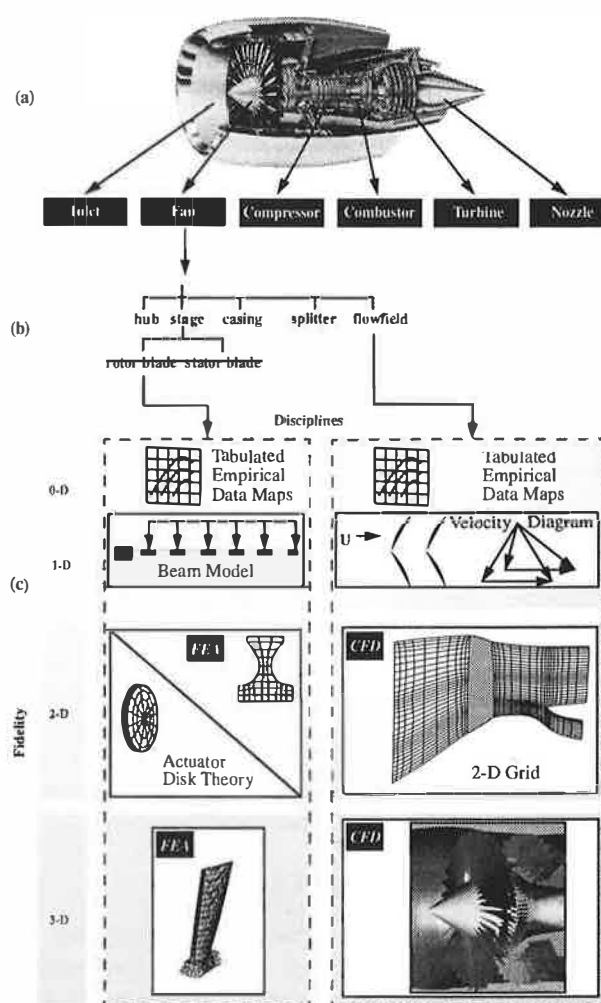 (a)
Inlet Fan Compressor Combustor Turbine Nozzle
(b)
hub stage casing splitter flowfield
rotor blade stator blade
Disciplines
0-D
Tabulated
Empirical
Data Maps
Tabulated
Empirical
Data Maps
1-D
Beam Model
U
Velocity Diagram
(c)
Fidelity
2-D
FEA
Actuator
Disk Theory
CFD
2-D Grid
3-D
FEA
CFD